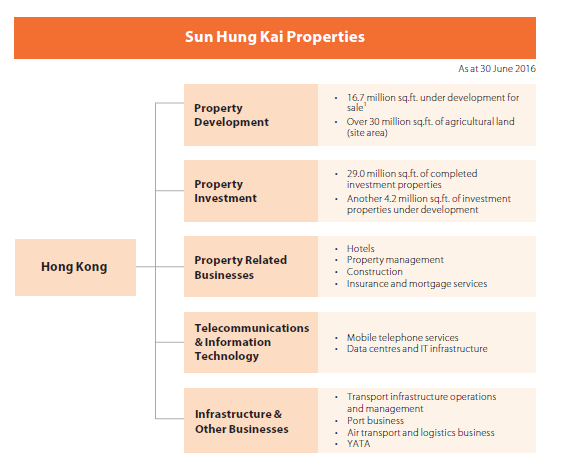 Sun Hung Kai Properties
As at 30 June 2016
Hong Kong
Property
Development
• 16.7 million sq.ft. under development for
sale¹
• Over 30 million sq.ft. of agricultural land
(site area)
Property
Investment
• 29.0 million sq.ft. of completed
investment properties
• Another 4.2 million sq.ft. of investment
properties under development
Property Related
Businesses
• Hotels
• Property management
• Construction
• Insurance and mortgage services
Telecommunications
& Information
Technology
• Mobile telephone services
• Data centres and IT infrastructure
Infrastructure &
Other Businesses
• Transport infrastructure operations
and management
• Port business
• Air transport and logistics business
• YATA